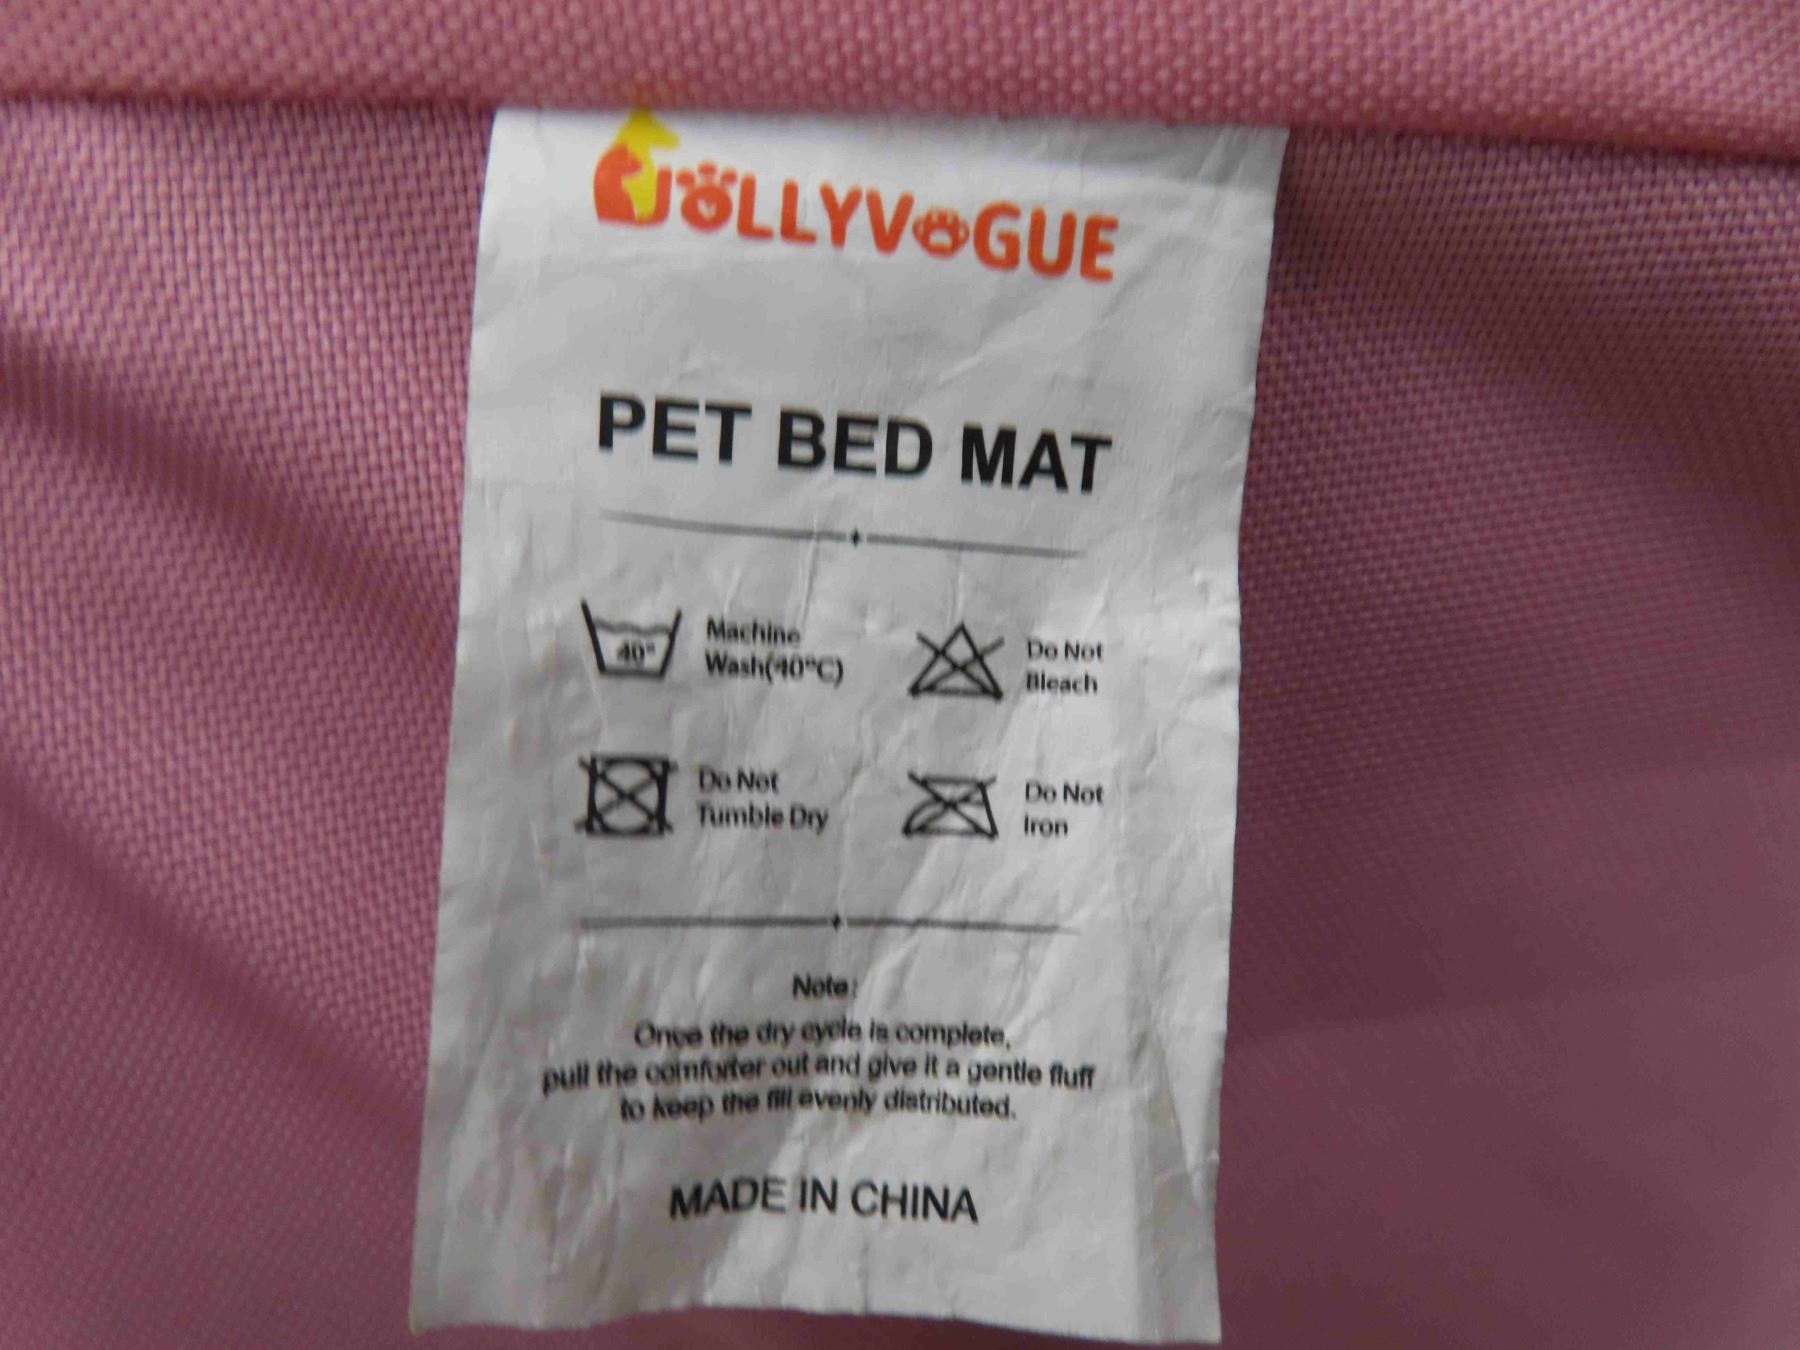 JOLLYVOGUE
PET BED MAT
40°
Machine
Wash(40°C)
Do Not
Bleach
Do Not
Tumble Dry
Do Not
Iron
Note:
Once the dry cycle is complete,
pull the comforter out and give it a gentle fluff
to keep the fill evenly distributed.
MADE IN CHINA